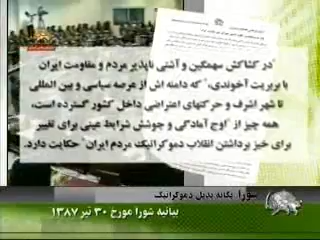 "در کشاکش سهمگین و آشتی ناپذیر مردم و مقاومت ایران
با بربریت آخوندی،" که دامنه اش از عرصه سیاسی و بین المللی
تا شهر اشرف و حرکتهای اعتراضی داخل کشور گسترده است،
همه چیز از "اوج آمادگی و جوشش شرایط عینی برای تغییر
برای خیز برداشتن انقلاب دموکراتیک مردم ایران" حکایت دارد.
شورا یگانه بدیل دموکراتیک
بیانیه شورا مورخ ۳۰ تیر ۱۳۸۷